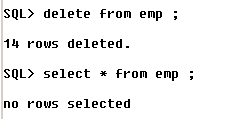 SQL> delete from emp ;
14 rows deleted.
SQL> select * from emp ;
no rows selected